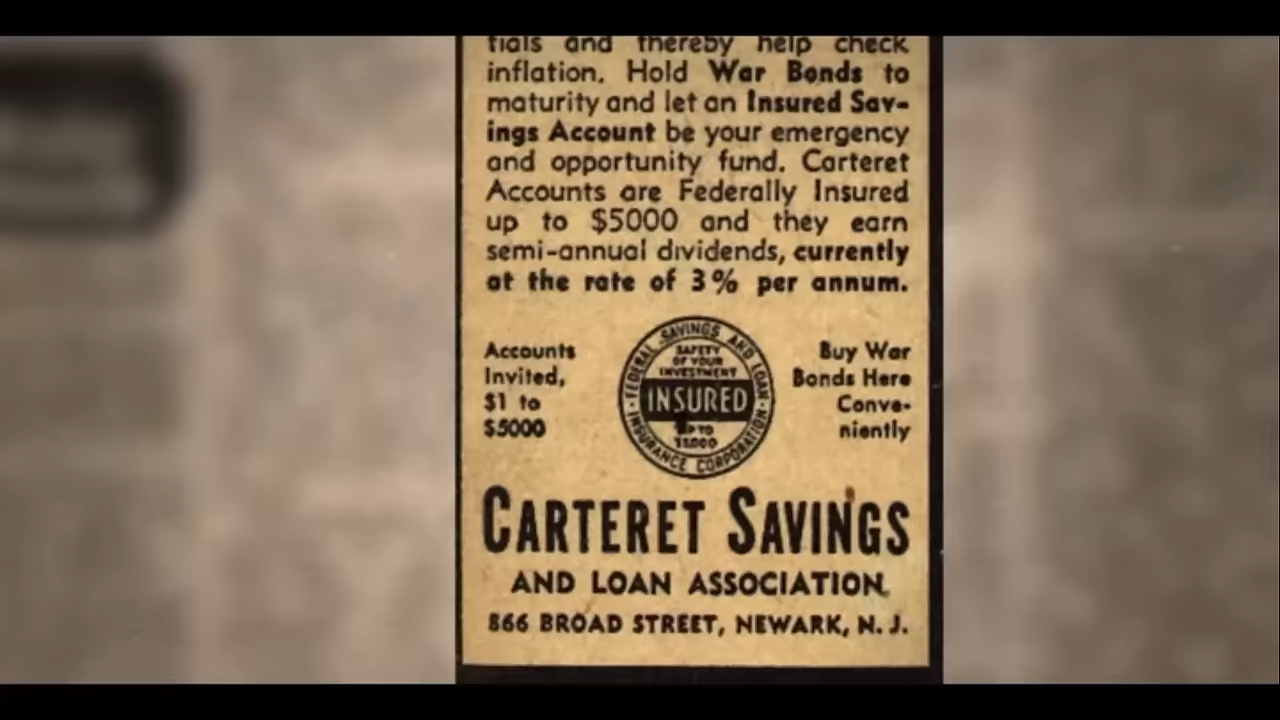 tials and thereby help check
inflation. Hold War Bonds to
maturity and let an Insured Sav-
ings Account be your emergency
and opportunity fund. Carteret
Accounts are Federally Insured
up to $5000 and they earn
semi-annual dividends, currently
at the rate of 3% per annum.
Accounts
Invited,
$1 to
$5000
FEDERAL SAVINGS AND LOAN
INSURANCE CORPORATION
SAFETY
OF YOUR
INVESTMENT
INSURED
UP TO
$5000
Buy War
Bonds Here
Conve-
niently
CARTERET SAVINGS
AND LOAN ASSOCIATION
866 BROAD STREET, NEWARK, N. J.